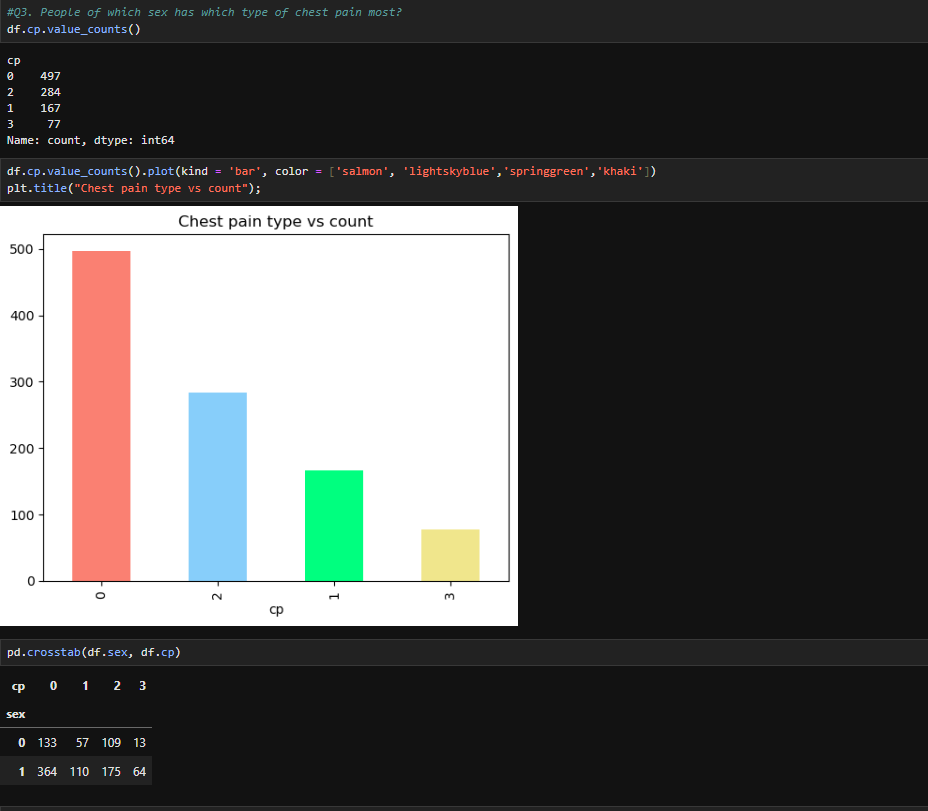 #Q3. People of which sex has which type of chest pain most?
df.cp.value_counts()
cp
0 497
2 284
1 167
3 77
Name: count, dtype: int64
df.cp.value_counts().plot(kind = 'bar', color = ['salmon', 'lightskyblue','springgreen','khaki'])
plt.title("Chest pain type vs count");
Chest pain type vs count
500
400
300
200
100
0
0 2 1 3
cp
pd.crosstab(df.sex, df.cp)
cp 0 1 2 3
sex
0 133 57 109 13
1 364 110 175 64